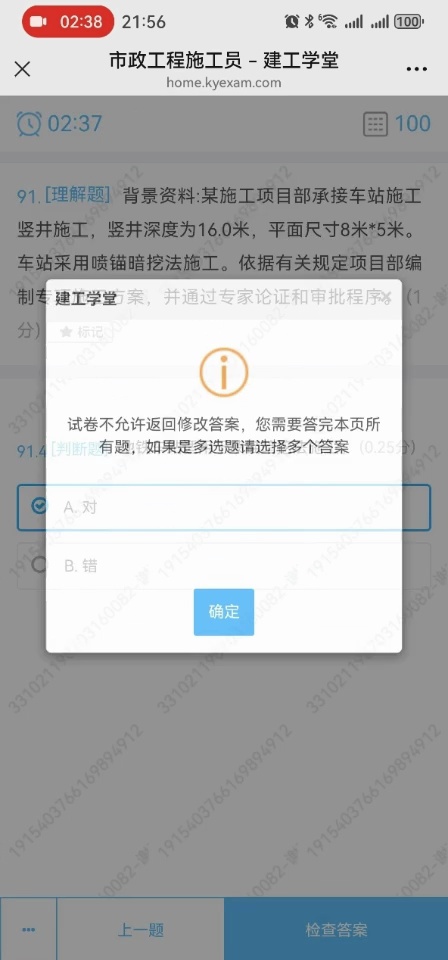 02:38 21:56 100
市政工程施工员 – 建工学堂
home.kyexam.com
02:37 100
91. [理解题] 背景资料:某施工项目部承接车站施工
竖井施工，竖井深度为16.0米，平面尺寸8米*5米。
车站采用喷锚暗挖法施工。依据有关规定项目部编
制专项施工方案，并通过专家论证和审批程序。(1
分) 标记
建工学堂
试卷不允许返回修改答案，您需要答完本页所
有题，如果是多选题请选择多个答案
91.4 [判断题] (0.25分)
A. 对
B. 错
确定
上一题 检查答案